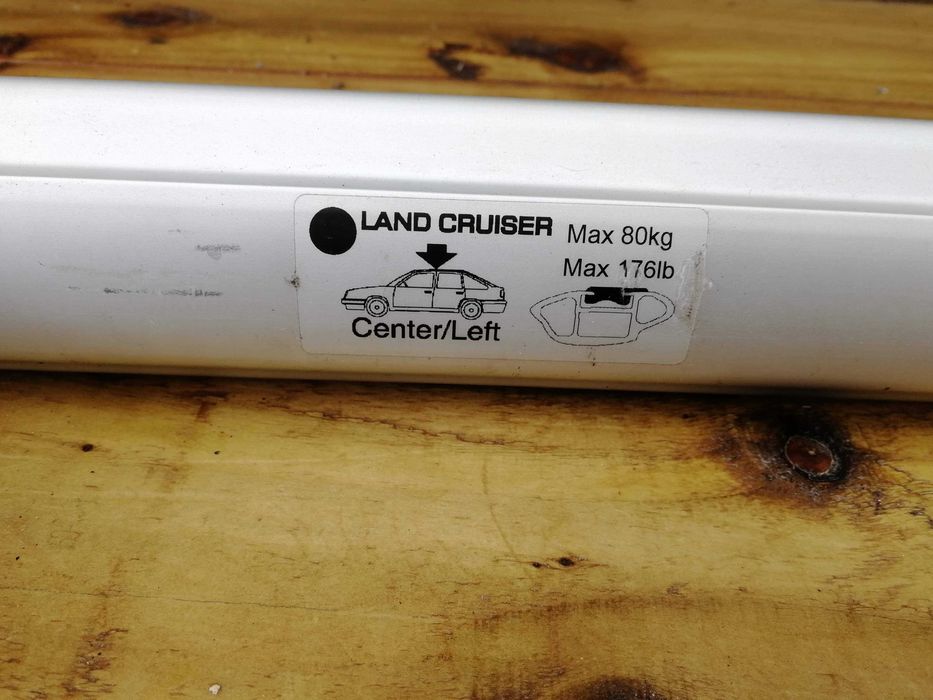 LAND CRUISER
Max 80kg
Max 176lb
Center/Left